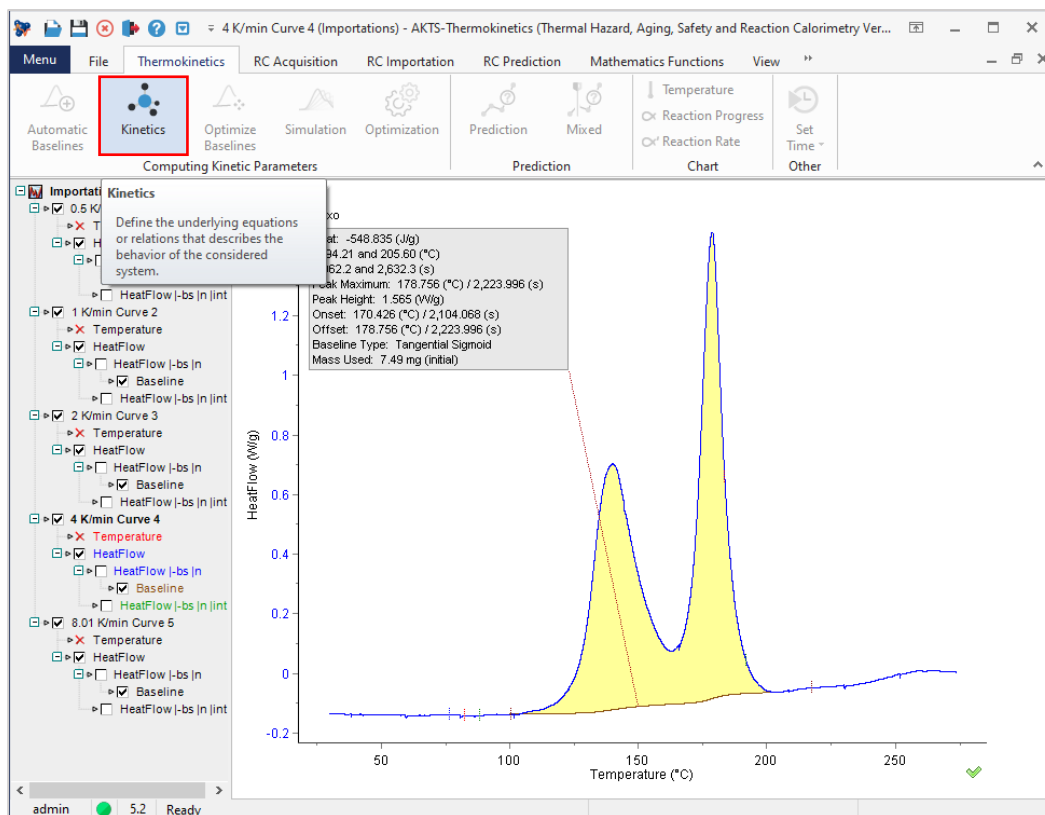 4 K/min Curve 4 (Importations) - AKTS-Thermokinetics (Thermal Hazard, Aging, Safety and Reaction Calorimetry Ver...
Menu File Thermokinetics RC Acquisition RC Importation RC Prediction Mathematics Functions View
Automatic Baselines
Kinetics
Optimize Baselines
Simulation
Optimization
Prediction
Mixed
Temperature
Reaction Progress
Reaction Rate
Set Time
Computing Kinetic Parameters Prediction Chart Other
Kinetics
Define the underlying equations
or relations that describes the
behavior of the considered
system.
0.5
HeatFlow |-bs |n |int
1 K/min Curve 2
Temperature
HeatFlow
HeatFlow |-bs |n
Baseline
HeatFlow |-bs |n |int
2 K/min Curve 3
Temperature
HeatFlow
HeatFlow |-bs |n
Baseline
HeatFlow |-bs |n |int
4 K/min Curve 4
Temperature
HeatFlow
HeatFlow |-bs |n
Baseline
HeatFlow |-bs |n |int
8.01 K/min Curve 5
Temperature
HeatFlow
HeatFlow |-bs |n
Baseline
HeatFlow |-bs |n |int
-548.835 (J/g)
and 205.60 (°C)
and 2,632.3 (s)
Peak Maximum: 178.756 (°C) / 2,223.996 (s)
Peak Height: 1.565 (W/g)
Onset: 170.426 (°C) / 2,104.068 (s)
Offset: 178.756 (°C) / 2,223.996 (s)
Baseline Type: Tangential Sigmoid
Mass Used: 7.49 mg (initial)
1.2
1
0.8
0.6
0.4
0.2
0
-0.2
HeatFlow (W/g)
50 100 150 200 250
Temperature (°C)
admin 5.2 Ready